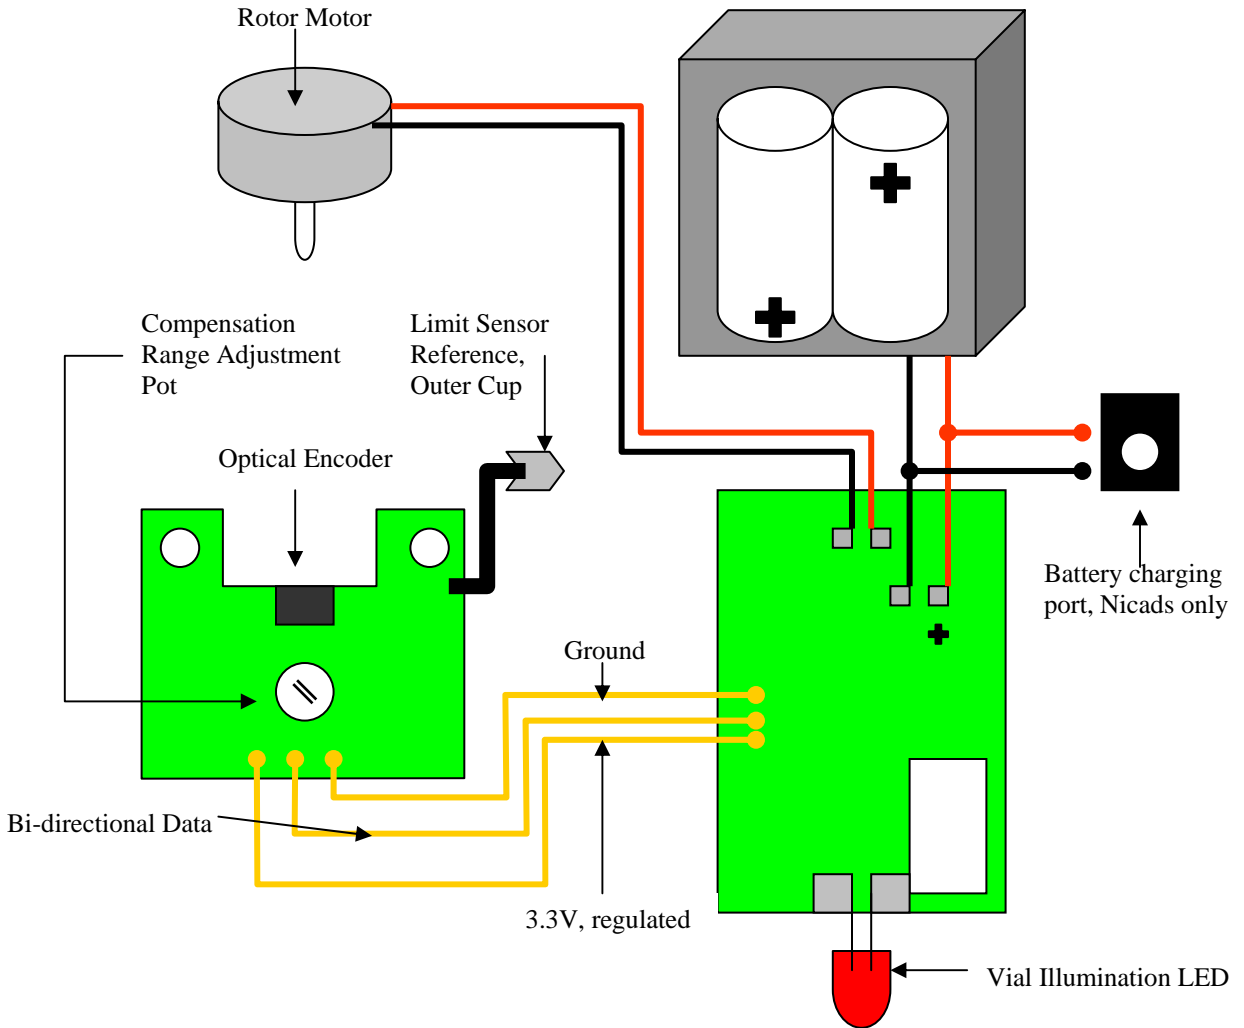 Rotor Motor
Compensation
Range Adjustment
Pot
Limit Sensor
Reference,
Outer Cup
Optical Encoder
Battery charging
port, Nicads only
Ground
Bi-directional Data
3.3V, regulated
Vial Illumination LED